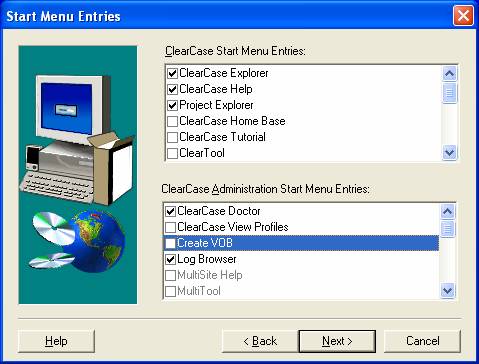 Start Menu Entries
ClearCase Start Menu Entries:
ClearCase Explorer
ClearCase Help
Project Explorer
ClearCase Home Base
ClearCase Tutorial
ClearTool
ClearCase Administration Start Menu Entries:
ClearCase Doctor
ClearCase View Profiles
Create VOB
Log Browser
MultiSite Help
MultiTool
Help
< Back
Next >
Cancel